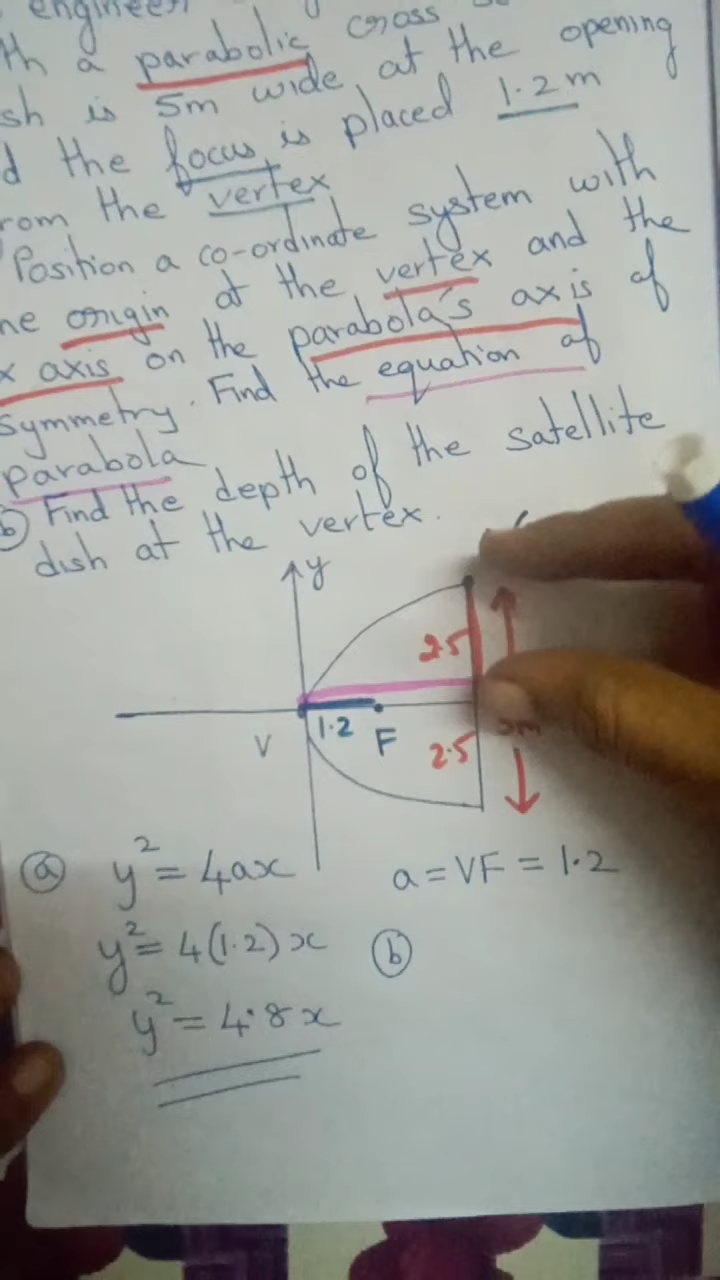 engineer
th a parabolic cross
sh is 5m wide at the opening
d the focus is placed 1.2 m
rom the vertex
Position a co-ordinate system with
he origin at the vertex and the
x axis on the parabola's axis of
symmetry. Find the equation of
parabola
b) Find the depth of the satellite
dish at the vertex.
y
2.5
1.2
V
F
2.5
5m
a) y² = 4ax
a = VF = 1.2
y² = 4(1.2)x
b)
y² = 4.8x